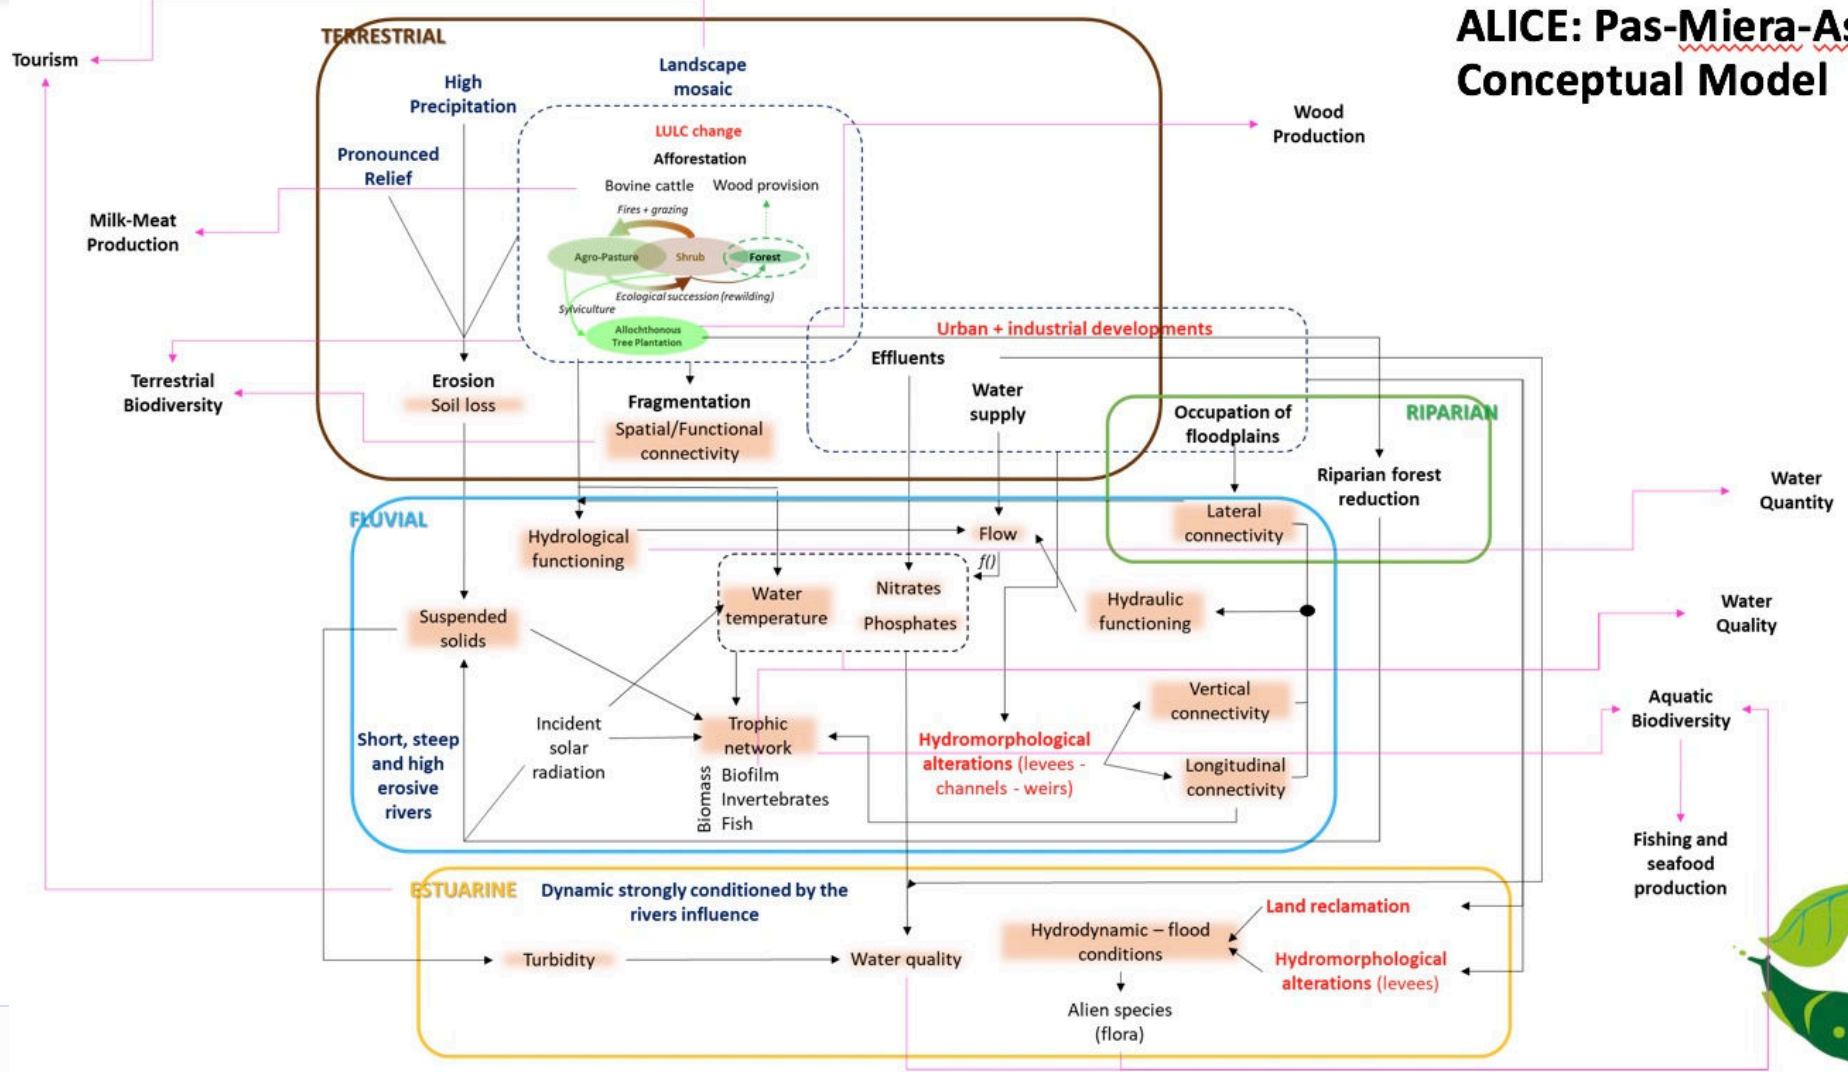 ALICE: Pas-Miera-As
Conceptual Model
TERRESTRIAL
Tourism
High
Precipitation
Landscape
mosaic
Wood
Production
LULC change
Afforestation
Pronounced
Relief
Bovine cattle
Wood provision
Fires + grazing
Milk-Meat
Production
Agro-Pasture
Shrub
Forest
Ecological succession (rewilding)
Sylviculture
Allochthonous
Tree Plantation
Urban + industrial developments
Effluents
Terrestrial
Biodiversity
Erosion
Soil loss
Fragmentation
Spatial/Functional
connectivity
Water
supply
Occupation of
floodplains
RIPARIAN
Riparian forest
reduction
Water
Quantity
FLUVIAL
Hydrological
functioning
Flow
f()
Lateral
connectivity
Water
temperature
Nitrates
Phosphates
Hydraulic
functioning
Water
Quality
Suspended
solids
Vertical
connectivity
Aquatic
Biodiversity
Short, steep
and high
erosive
rivers
Incident
solar
radiation
Trophic
network
Biomass
Biofilm
Invertebrates
Fish
Hydromorphological
alterations (levees -
channels - weirs)
Longitudinal
connectivity
Fishing and
seafood
production
ESTUARINE
Dynamic strongly conditioned by the
rivers influence
Land reclamation
Hydrodynamic – flood
conditions
Turbidity
Water quality
Hydromorphological
alterations (levees)
Alien species
(flora)